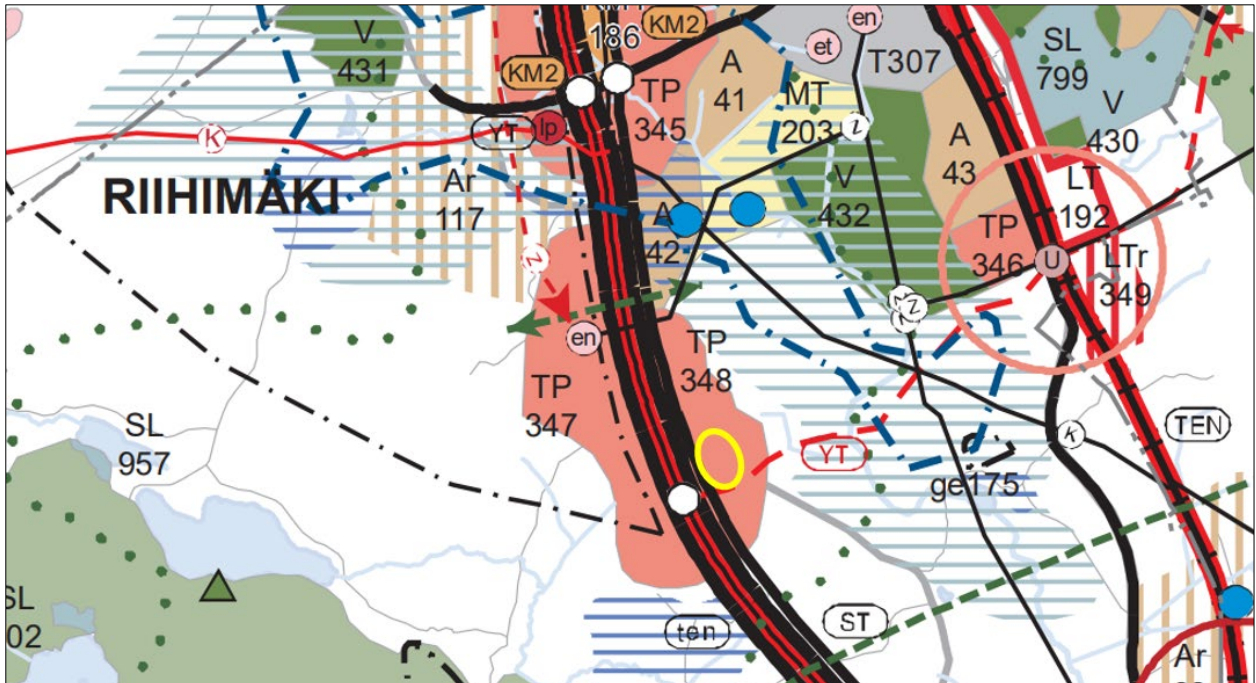 V
431
KM2
186
KM2
en
et
T307
SL
799
V
430
A
41
MT
203
TP
345
YT
lp
K
Z
A
43
LT
192
RIIHIMÄKI
Ar
117
A
42
V
432
TP
346
U
LTr
349
Z
Z
Z
en
TP
348
TP
347
SL
957
YT
ge175
K
TEN
SL
02
ten
ST
Ar